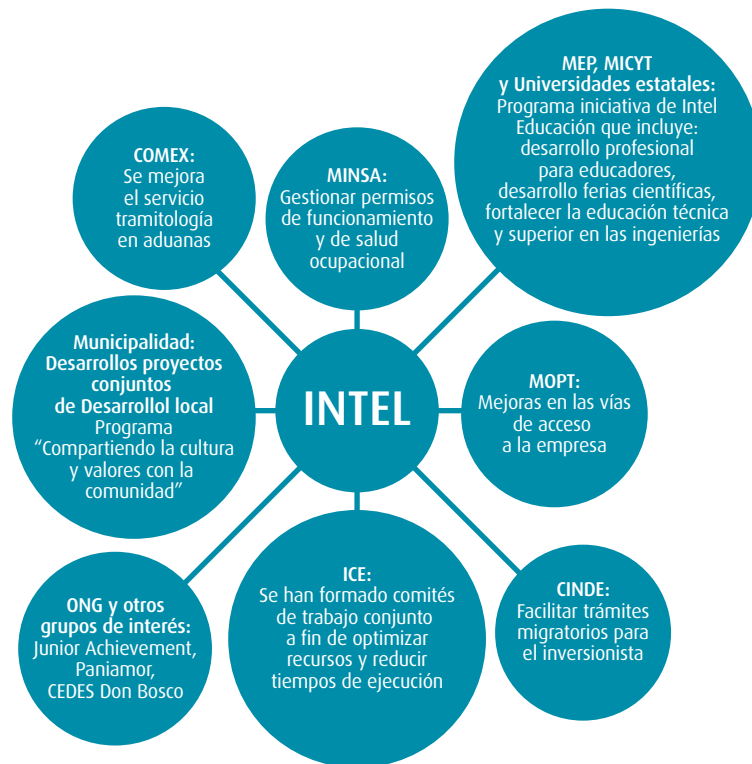 MEP, MICYT
y Universidades estatales:
Programa iniciativa de Intel
Educación que incluye:
desarrollo profesional
para educadores,
desarrollo ferias científicas,
fortalecer la educación técnica
y superior en las ingenierías
COMEX:
Se mejora
el servicio
tramitología
en aduanas
MINSA:
Gestionar permisos
de funcionamiento
y de salud
ocupacional
Municipalidad:
Desarrollos proyectos
conjuntos
de Desarrollol local
Programa
“Compartiendo la cultura
y valores con la
comunidad”
INTEL
MOPT:
Mejoras en las vías
de acceso
a la empresa
ONG y otros
grupos de interés:
Junior Achievement,
Paniamor,
CEDES Don Bosco
ICE:
Se han formado comités
de trabajo conjunto
a fin de optimizar
recursos y reducir
tiempos de ejecución
CINDE:
Facilitar trámites
migratorios para
el inversionista